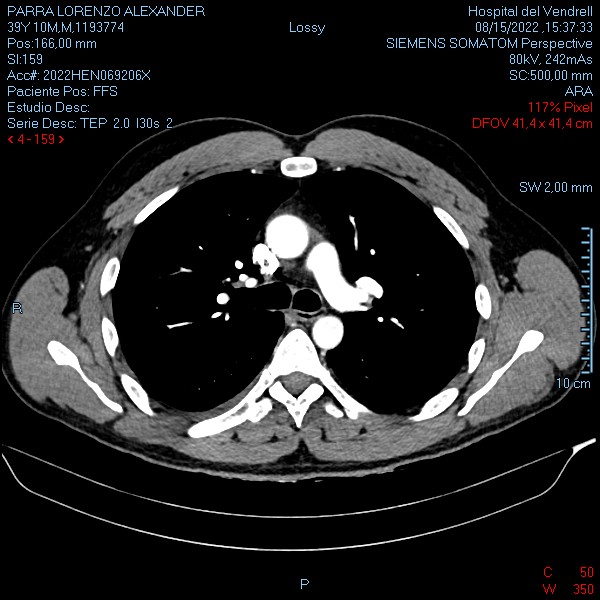 PARRA LORENZO ALEXANDER
39Y 10M,M,1193774
Pos:166,00 mm
SI:159
Acc#: 2022HEN069206X
Paciente Pos: FFS
Estudio Desc:
Serie Desc: TEP 2.0 I30s 2
< 4 - 159 >
Lossy
Hospital del Vendrell
08/15/2022 ,15:37:33
SIEMENS SOMATOM Perspective
80kV, 242mAs
SC:500,00 mm
ARA
117% Pixel
DFOV 41,4 x 41,4 cm
SW 2,00 mm
R
10 cm
P
C 50
W 350